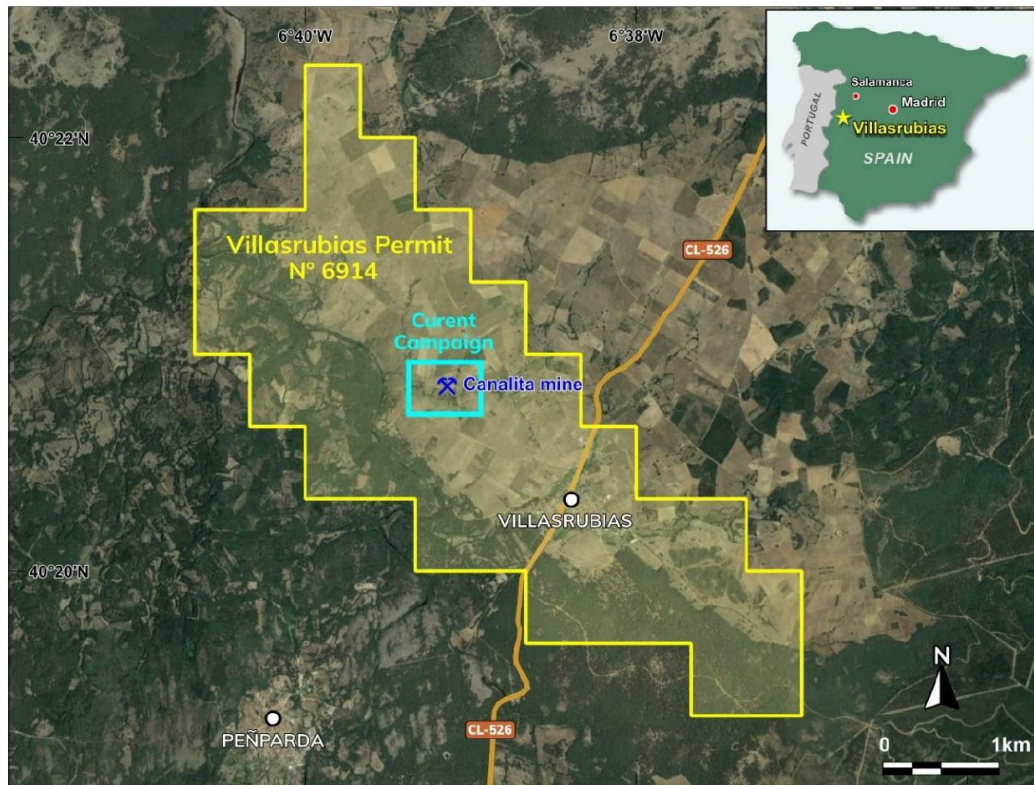 6°40'W
6°38'W
40°22'N
Salamanca
Madrid
PORTUGAL
Villasrubias
SPAIN
CL-526
Villasrubias Permit
Nº 6914
Curent
Campaign
Canalita mine
VILLASRUBIAS
40°20'N
N
PEÑPARDA
CL-526
0 1km